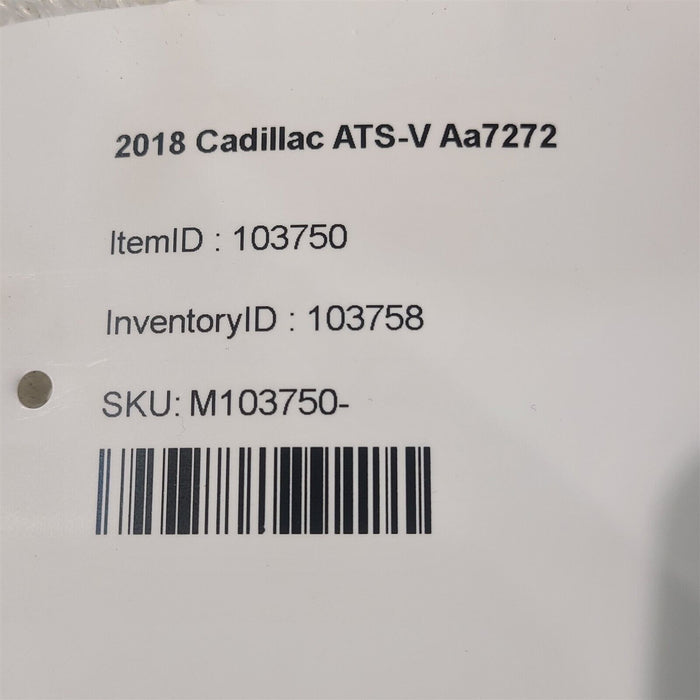 2018 Cadillac ATS-V Aa7272
ItemID : 103750
InventoryID : 103758
SKU: M103750-